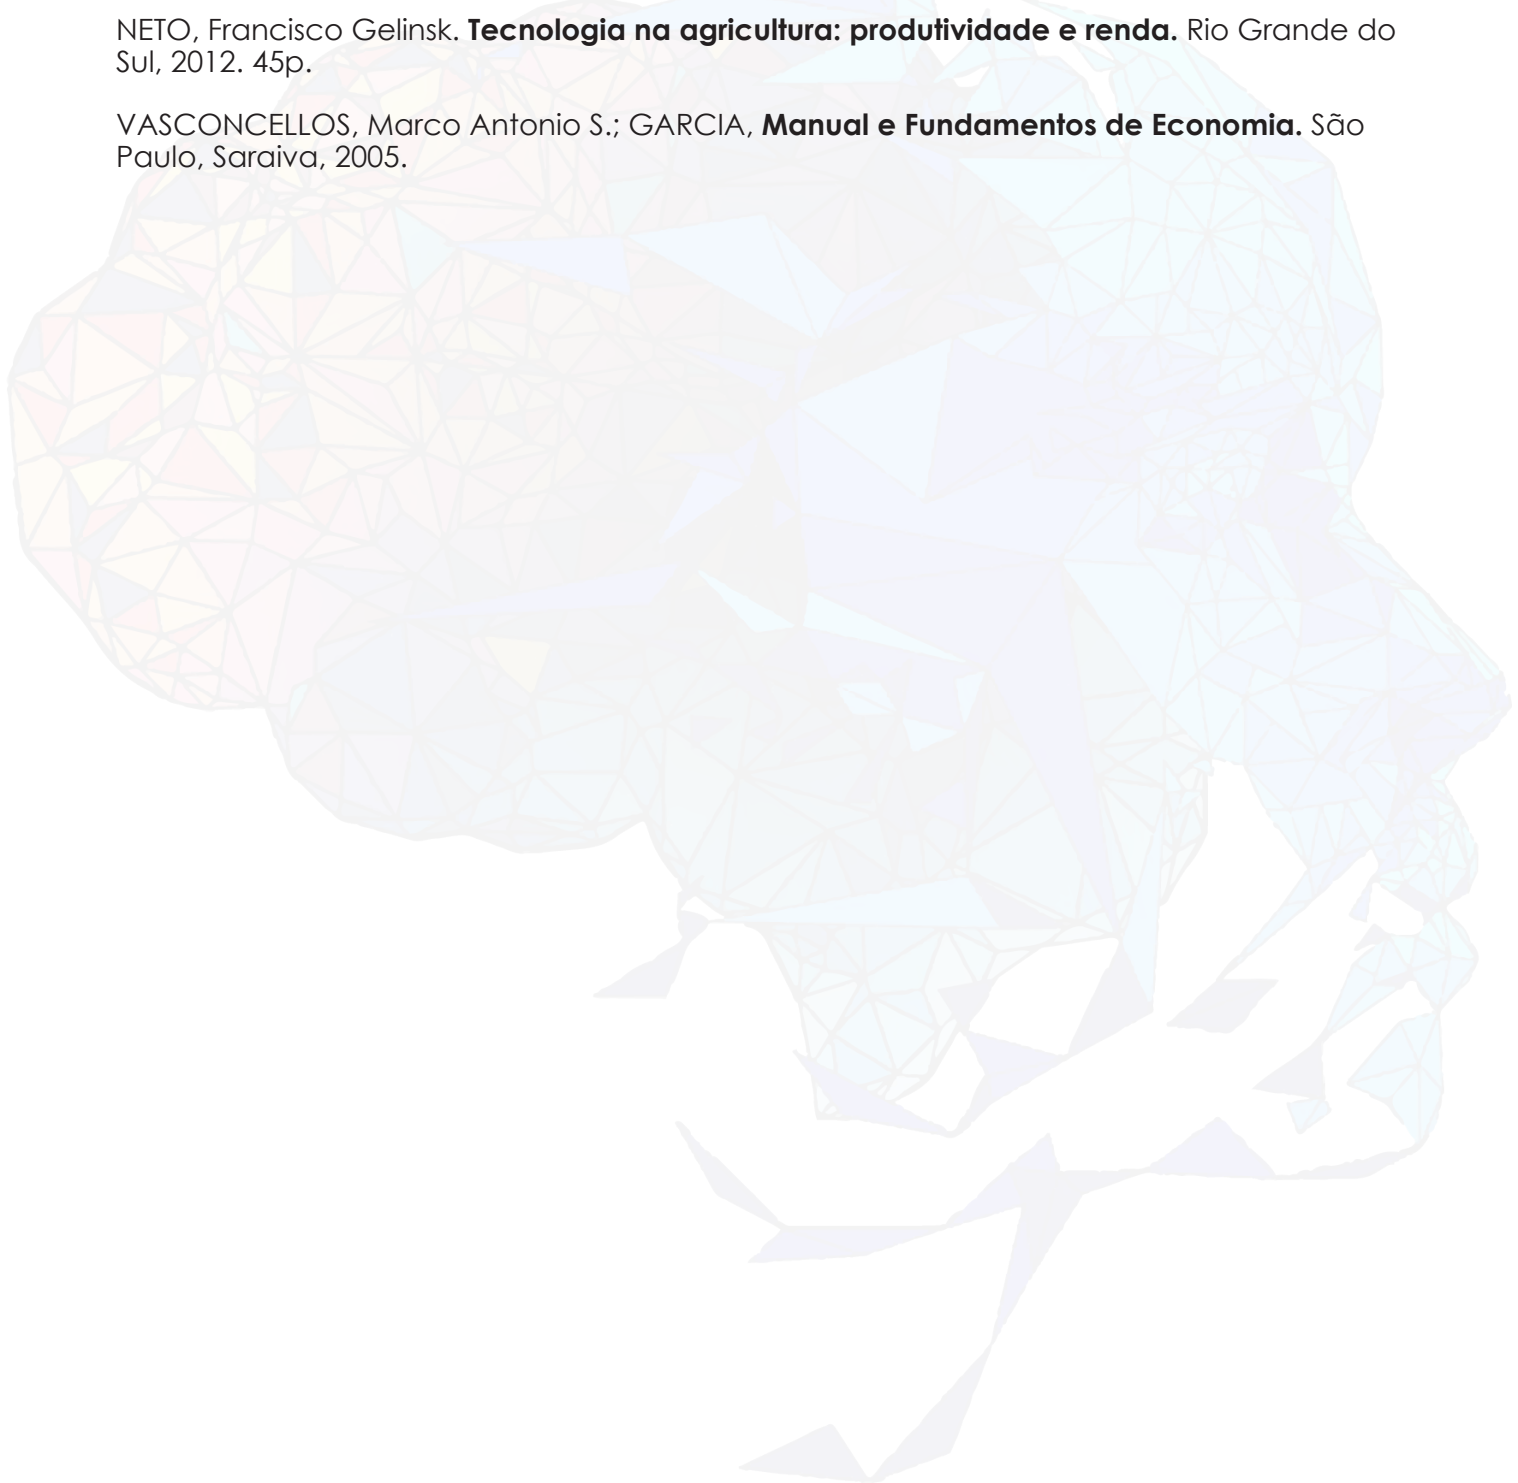 NETO, Francisco Gelinsk. Tecnologia na agricultura: produtividade e renda. Rio Grande do
Sul, 2012. 45p.
VASCONCELLOS, Marco Antonio S.; GARCIA, Manual e Fundamentos de Economia. São
Paulo, Saraiva, 2005.